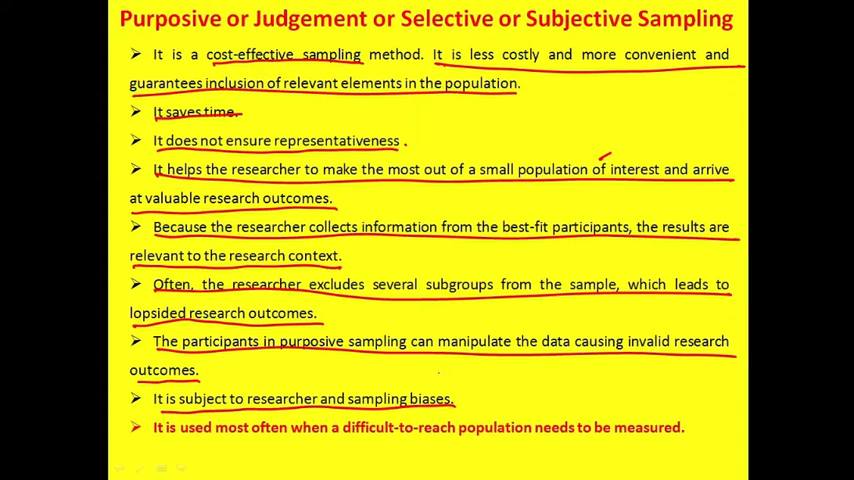 Purposive or Judgement or Selective or Subjective Sampling
➢ It is a cost-effective sampling method. It is less costly and more convenient and
guarantees inclusion of relevant elements in the population.
➢ It saves time.
➢ It does not ensure representativeness.
➢ It helps the researcher to make the most out of a small population of interest and arrive
at valuable research outcomes.
➢ Because the researcher collects information from the best-fit participants, the results are
relevant to the research context.
➢ Often, the researcher excludes several subgroups from the sample, which leads to
lopsided research outcomes.
➢ The participants in purposive sampling can manipulate the data causing invalid research
outcomes.
➢ It is subject to researcher and sampling biases.
➢ It is used most often when a difficult-to-reach population needs to be measured.